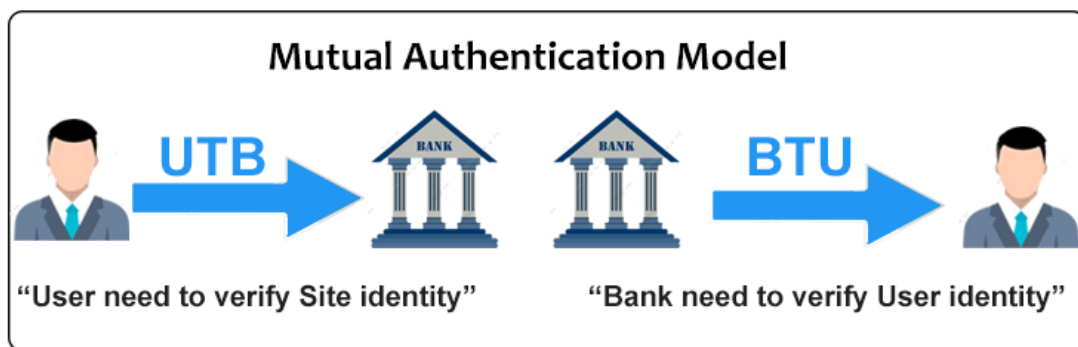 Mutual Authentication Model
UTB
BANK
BANK
BTU
“User need to verify Site identity”
“Bank need to verify User identity”